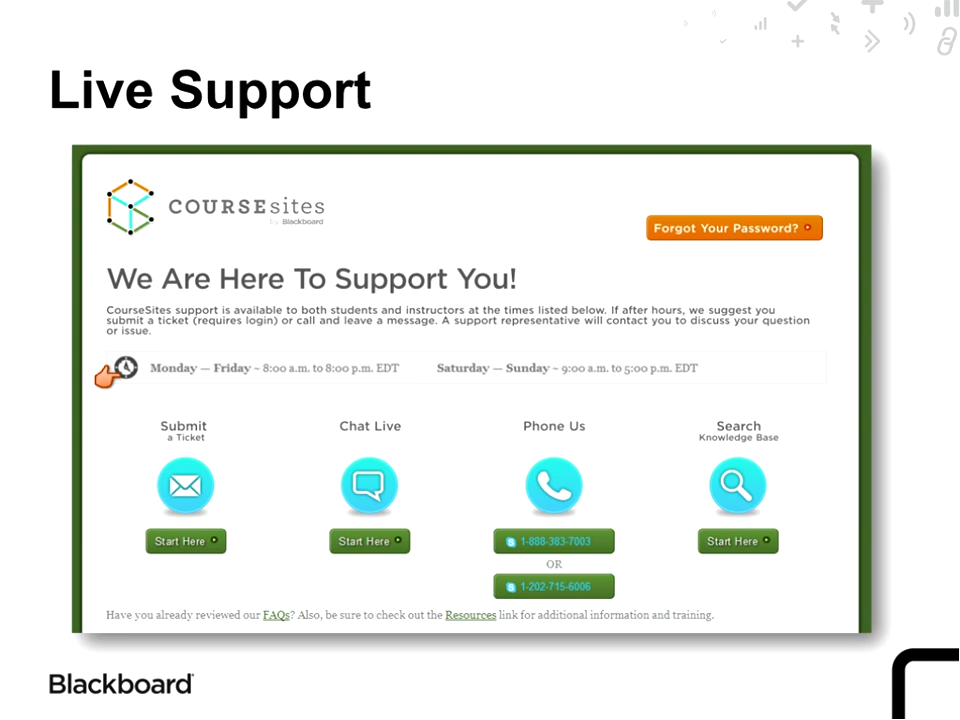 Live Support
COURSEsites
by Blackboard
Forgot Your Password?
We Are Here To Support You!
CourseSites support is available to both students and instructors at the times listed below. If after hours, we suggest you
submit a ticket (requires login) or call and leave a message. A support representative will contact you to discuss your question
or issue.
Monday — Friday ~ 8:00 a.m. to 8:00 p.m. EDT Saturday — Sunday ~ 9:00 a.m. to 5:00 p.m. EDT
Submit
a Ticket
Start Here
Chat Live
Start Here
Phone Us
1-888-383-7003
OR
1-202-715-6006
Search
Knowledge Base
Start Here
Have you already reviewed our FAQs? Also, be sure to check out the Resources link for additional information and training.
Blackboard